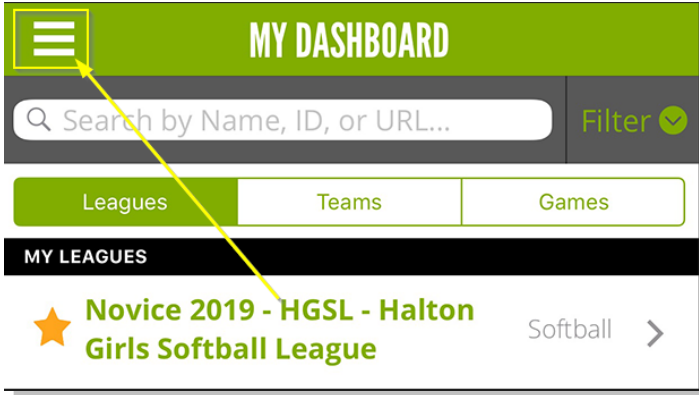 MY DASHBOARD
Search by Name, ID, or URL...
Filter
Leagues Teams Games
MY LEAGUES
Novice 2019 - HGSL - Halton
Girls Softball League
Softball